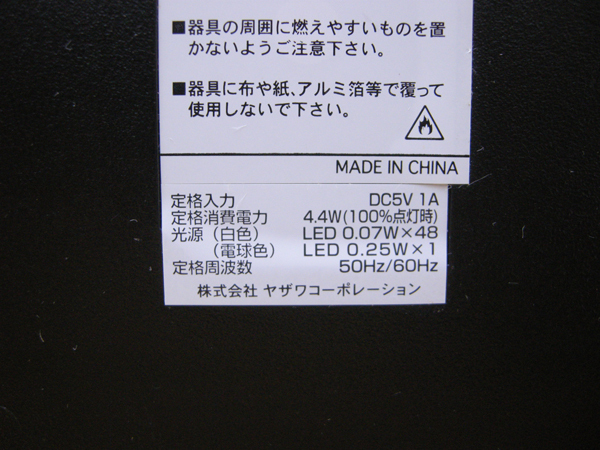 ■器具の周囲に燃えやすいものを置
かないようご注意下さい。
■器具に布や紙、アルミ箔等で覆って
使用しないで下さい。
MADE IN CHINA
定格入力 DC5V 1A
定格消費電力 4.4W(100%点灯時)
光源（白色） LED 0.07W×48
（電球色） LED 0.25W×1
定格周波数 50Hz/60Hz
株式会社 ヤザワコーポレーション